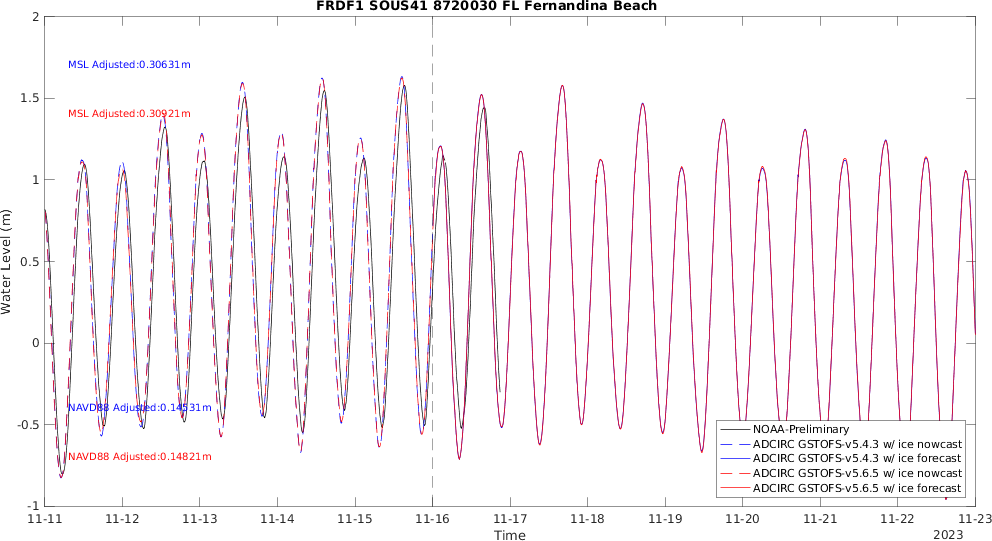 FRDF1 SOUS41 8720030 FL Fernandina Beach
2
1.5
1
0.5
0
-0.5
-1
Water Level (m)
MSL Adjusted:0.30631m
MSL Adjusted:0.30921m
NAVD88 Adjusted:0.14531m
NAVD88 Adjusted:0.14821m
NOAA-Preliminary
ADCIRC GSTOFS-v5.4.3 w/ ice nowcast
ADCIRC GSTOFS-v5.4.3 w/ ice forecast
ADCIRC GSTOFS-v5.6.5 w/ ice nowcast
ADCIRC GSTOFS-v5.6.5 w/ ice forecast
11-11 11-12 11-13 11-14 11-15 11-16 11-17 11-18 11-19 11-20 11-21 11-22 11-23
Time
2023